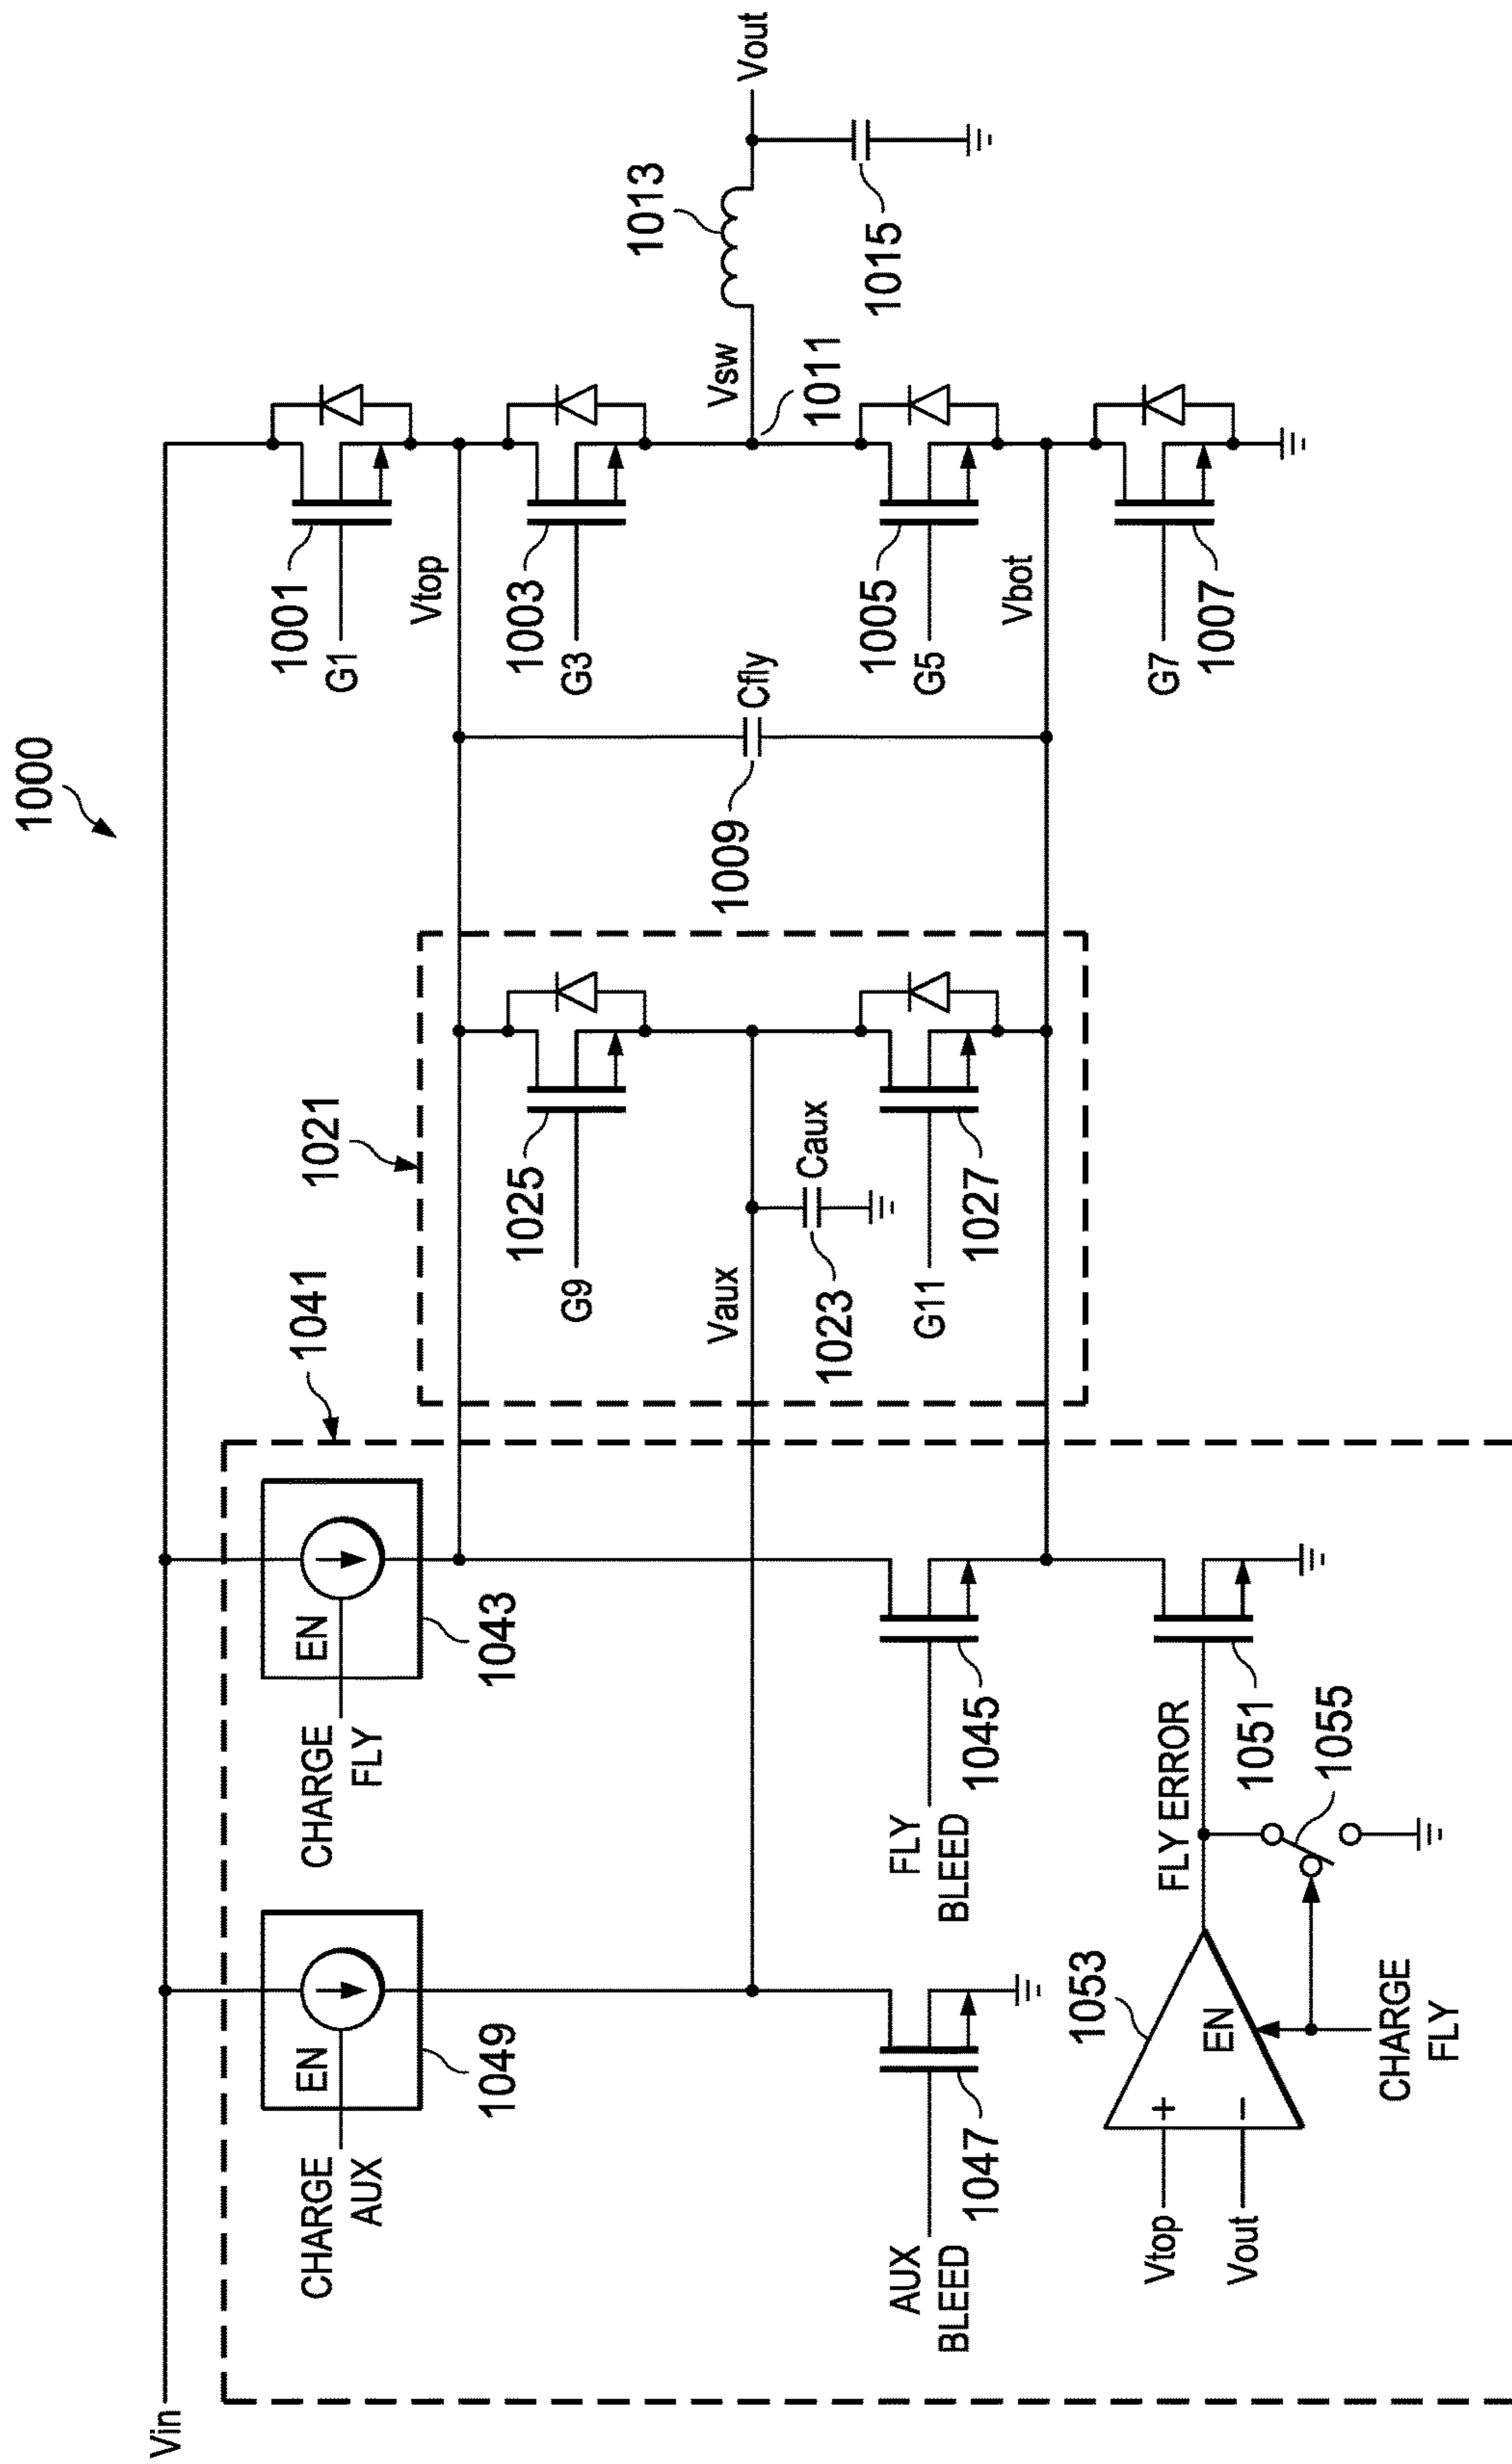 1000
Vin
1041
CHARGE
AUX
EN
1049
CHARGE
FLY
EN
1043
1021
1001
G1
Vtop
1025
G9
1003
G3
Vaux
1023
Caux
1009
Cfly
Vsw
1011
1013
Vout
1015
AUX
BLEED
1047
FLY
BLEED
1045
G11
1027
1005
G5
Vbot
1007
G7
1053
Vtop
+
Vout
−
EN
FLY ERROR
1051
1055
CHARGE
FLY